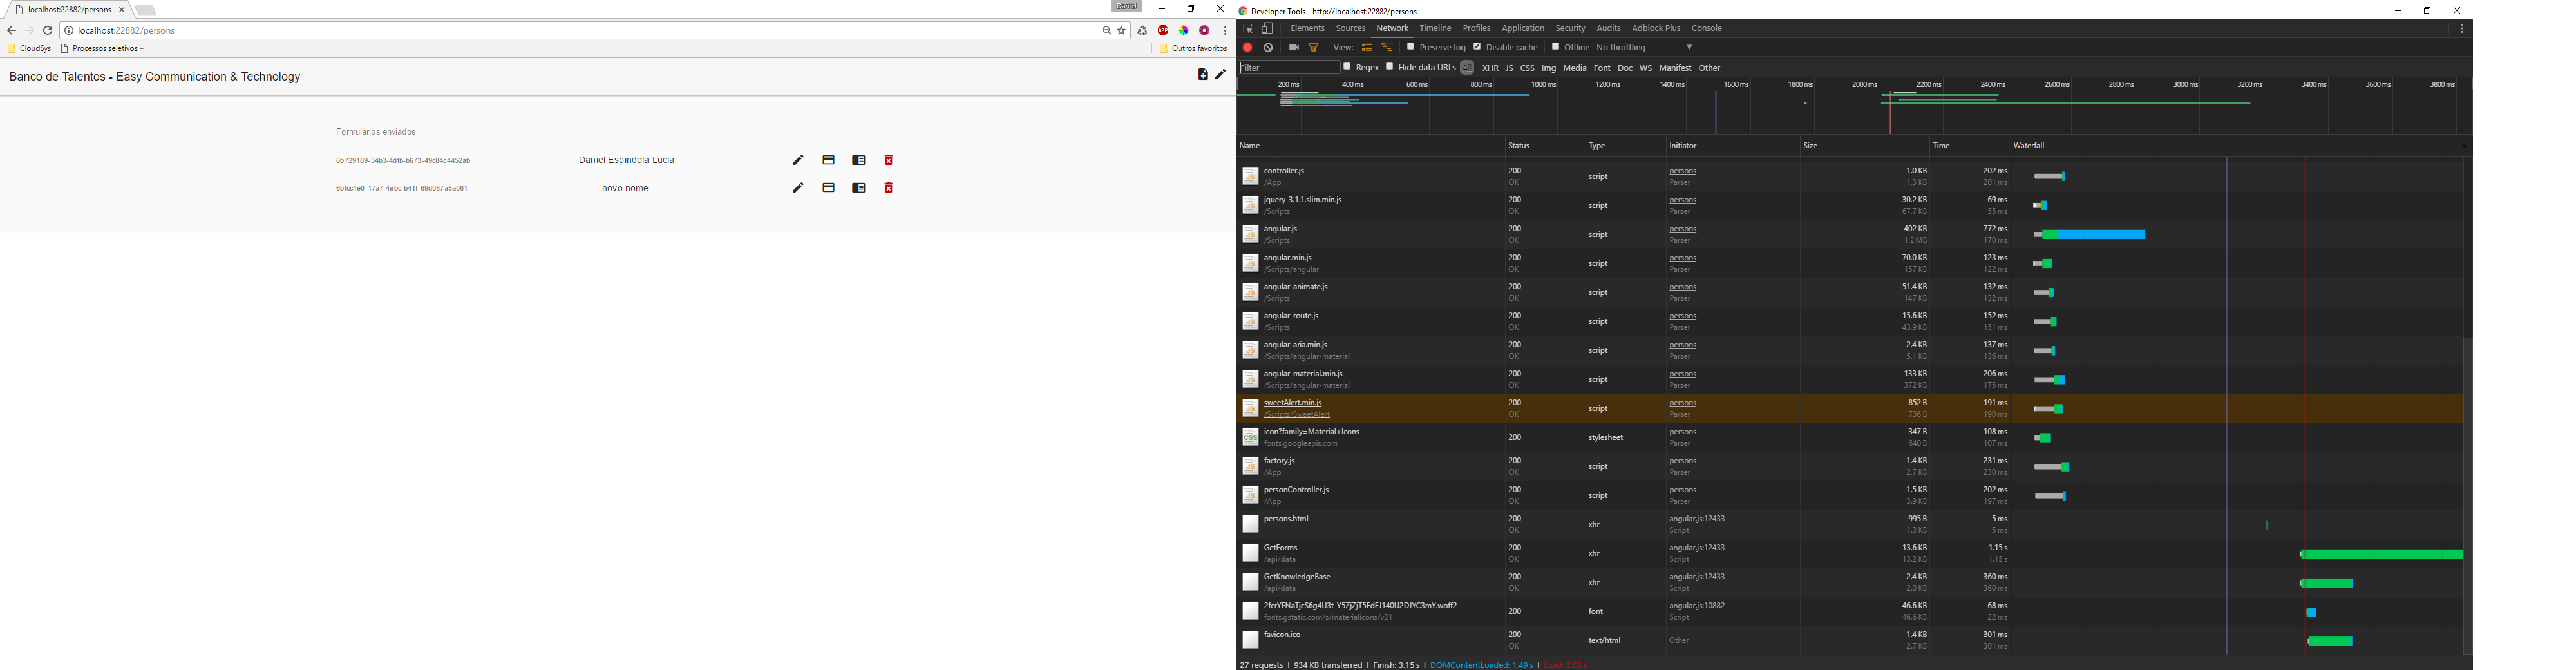 localhost:22882/persons
Daniel
localhost:22882/persons
CloudSys
Processos seletivos –
Outros favoritos
Banco de Talentos - Easy Communication & Technology
Formulários enviados
6b729189-34b3-4dfb-b673-49c84c4452ab Daniel Espindola Lucia
6bfcc1e0-17a7-4ebc-b41f-69d087a5a061 novo nome
Developer Tools - http://localhost:22882/persons
Elements Sources Network Timeline Profiles Application Security Audits Adblock Plus Console
View: Preserve log Disable cache Offline No throttling
Filter Regex Hide data URLs All XHR JS CSS Img Media Font Doc WS Manifest Other
200 ms 400 ms 600 ms 800 ms 1000 ms 1200 ms 1400 ms 1600 ms 1800 ms 2000 ms 2200 ms 2400 ms 2600 ms 2800 ms 3000 ms 3200 ms 3400 ms 3600 ms 3800 ms
Name Status Type Initiator Size Time Waterfall
controller.js 200 script persons 1.0 KB 202 ms
/App OK Parser 1.3 KB 201 ms
jquery-3.1.1.slim.min.js 200 script persons 30.2 KB 69 ms
/Scripts OK Parser 67.7 KB 55 ms
angular.js 200 script persons 402 KB 772 ms
/Scripts OK Parser 1.2 MB 170 ms
angular.min.js 200 script persons 70.0 KB 123 ms
/Scripts/angular OK Parser 157 KB 122 ms
angular-animate.js 200 script persons 51.4 KB 132 ms
/Scripts OK Parser 147 KB 132 ms
angular-route.js 200 script persons 15.6 KB 152 ms
/Scripts OK Parser 43.9 KB 151 ms
angular-aria.min.js 200 script persons 2.4 KB 137 ms
/Scripts/angular-material OK Parser 5.1 KB 136 ms
angular-material.min.js 200 script persons 133 KB 206 ms
/Scripts/angular-material OK Parser 372 KB 175 ms
sweetAlert.min.js 200 script persons 852 B 191 ms
/Scripts/SweetAlert OK Parser 736 B 190 ms
icon?family=Material+Icons 200 stylesheet persons 347 B 108 ms
fonts.googleapis.com Parser 640 B 107 ms
factory.js 200 script persons 1.4 KB 231 ms
/App OK Parser 2.7 KB 230 ms
personController.js 200 script persons 1.5 KB 202 ms
/App OK Parser 3.9 KB 197 ms
persons.html 200 xhr angular.js:12433 995 B 5 ms
OK Script 1.3 KB 5 ms
GetForms 200 xhr angular.js:12433 13.6 KB 1.15 s
/api/data OK Script 13.2 KB 1.15 s
GetKnowledgeBase 200 xhr angular.js:12433 2.4 KB 360 ms
/api/data OK Script 2.0 KB 360 ms
2fcrYFNaTjcS6g4U3t-Y5ZjZjT5FdEJ140U2DJYC3mY.woff2 200 font angular.js:10882 46.6 KB 68 ms
fonts.gstatic.com/s/materialicons/v21 Script 46.6 KB 22 ms
favicon.ico 200 text/html Other 1.4 KB 301 ms
OK 2.7 KB 301 ms
27 requests | 934 KB transferred | Finish: 3.15 s | DOMContentLoaded: 1.49 s | Load: 2.03 s